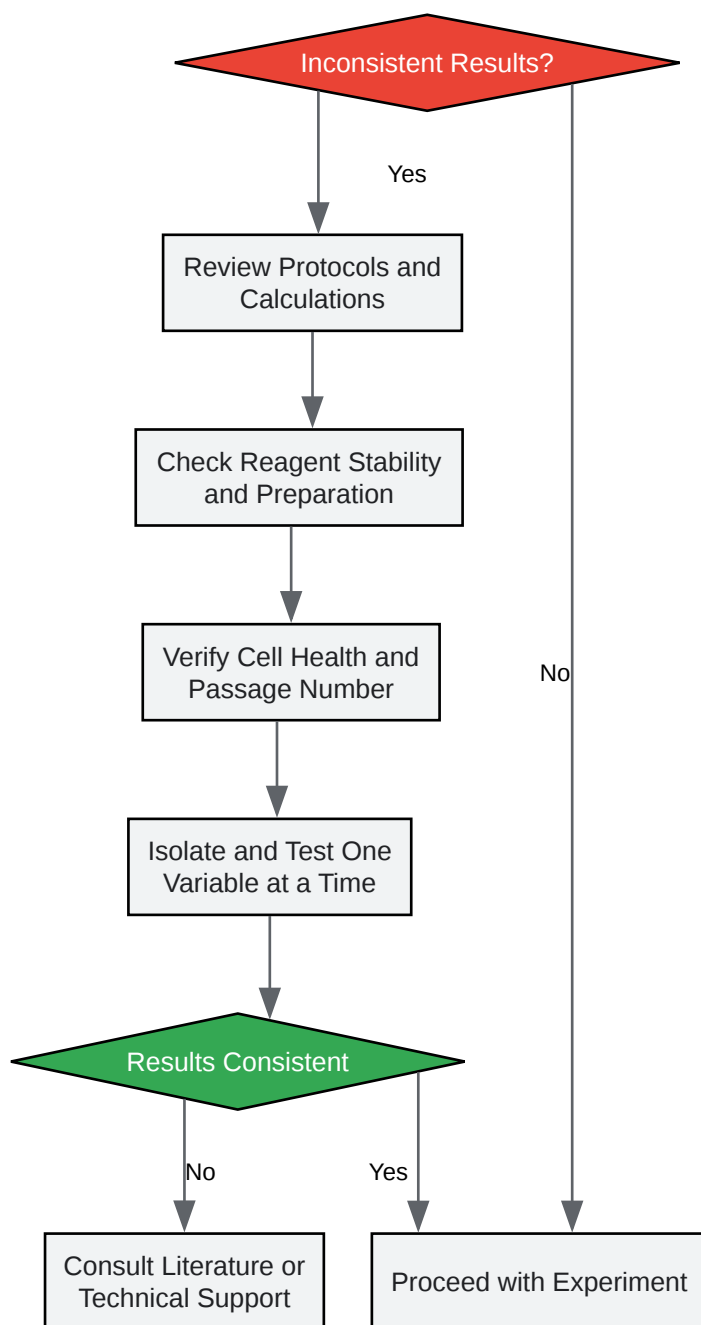 Inconsistent Results?
Yes
Review Protocols and
Calculations
Check Reagent Stability
and Preparation
Verify Cell Health and
Passage Number
No
Isolate and Test One
Variable at a Time
Results Consistent
No
Yes
Consult Literature or
Technical Support
Proceed with Experiment